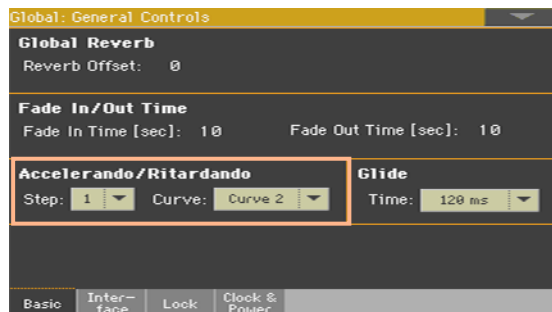 Global: General Controls
Global Reverb
Reverb Offset: 0
Fade In/Out Time
Fade In Time [sec]: 10 Fade Out Time [sec]: 10
Accelerando/Ritardando Glide
Step: 1 Curve: Curve 2 Time: 120 ms
Basic Inter- Lock Clock &
face Power